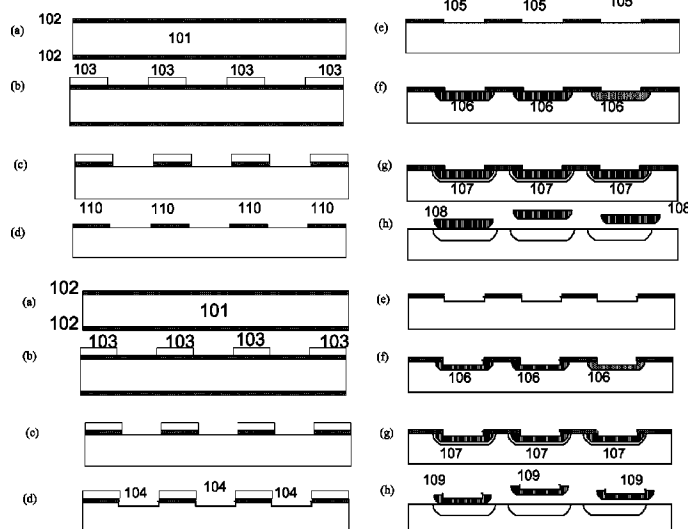 (a) 102
101
102
(b) 103 103 103 103
(c)
110 110 110 110
(d)
(e) 105 105 105
(f) 106 106 106
(g) 107 107 107
(h) 108 108
(a) 102
101
102
(b) 103 103 103 103
(c)
(d) 104 104 104
(e)
(f) 106 106 106
(g) 107 107 107
(h) 109 109 109